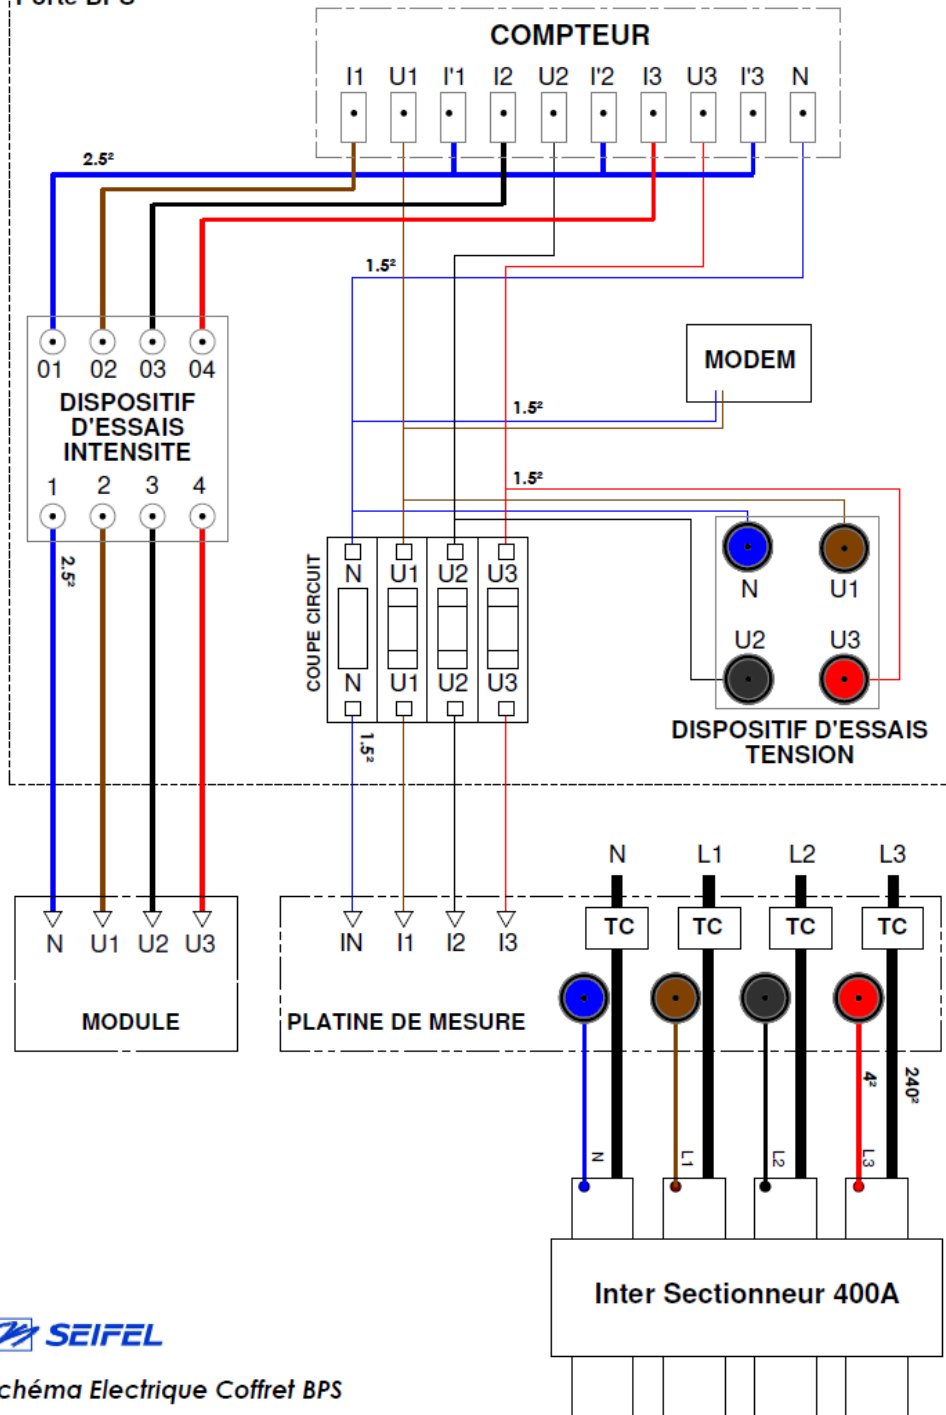 Porte BPS
COMPTEUR
I1 U1 I'1 I2 U2 I'2 I3 U3 I'3 N
2.5²
1.5²
MODEM
01 02 03 04
DISPOSITIF
D'ESSAIS
INTENSITE
1 2 3 4
2.5²
1.5²
1.5²
COUPE CIRCUIT
N U1 U2 U3
N U1 U2 U3
1.5²
N U1
U2 U3
DISPOSITIF D'ESSAIS
TENSION
N L1 L2 L3
TC TC TC TC
N U1 U2 U3
MODULE
IN I1 I2 I3
PLATINE DE MESURE
4²
240²
N L1 L2 L3
Inter Sectionneur 400A
SEIFEL
chéma Electrique Coffret BPS